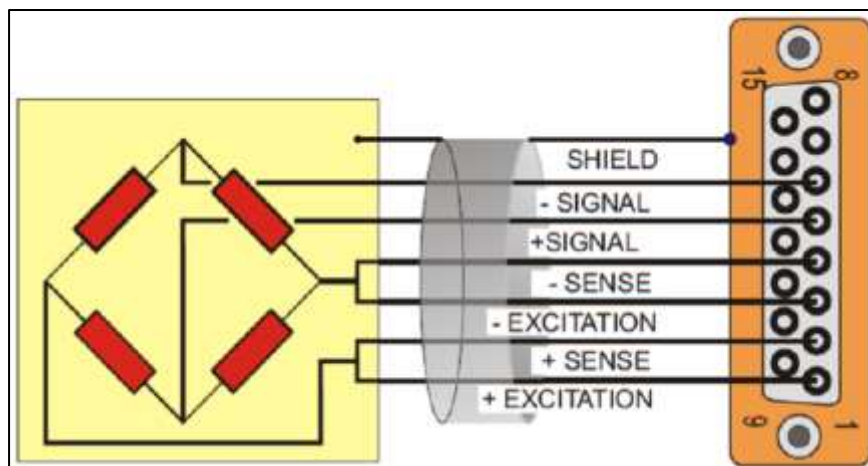 15
8
SHIELD
- SIGNAL
+SIGNAL
- SENSE
- EXCITATION
+ SENSE
+ EXCITATION
9
1